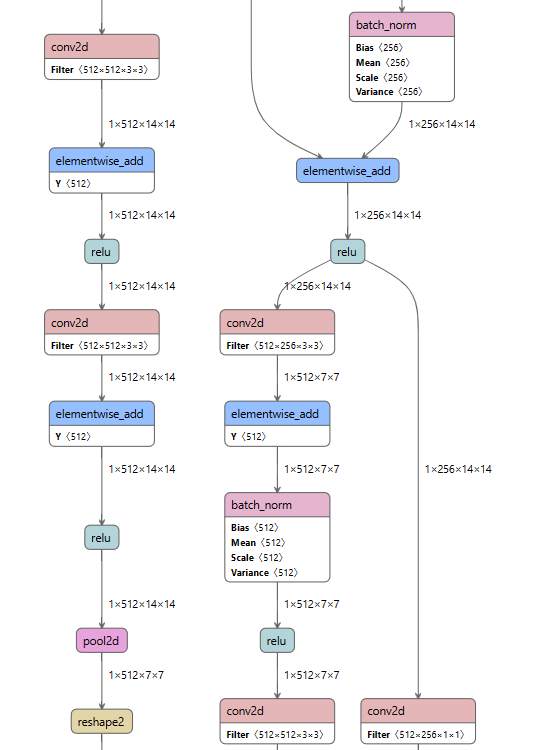 conv2d
Filter 〈512×512×3×3〉
1×512×14×14
elementwise_add
Y 〈512〉
1×512×14×14
relu
1×512×14×14
conv2d
Filter 〈512×512×3×3〉
1×512×14×14
elementwise_add
Y 〈512〉
1×512×14×14
relu
1×512×14×14
pool2d
1×512×7×7
reshape2
batch_norm
Bias 〈256〉
Mean 〈256〉
Scale 〈256〉
Variance 〈256〉
1×256×14×14
elementwise_add
1×256×14×14
relu
1×256×14×14
conv2d
Filter 〈512×256×3×3〉
1×512×7×7
elementwise_add
Y 〈512〉
1×512×7×7
batch_norm
Bias 〈512〉
Mean 〈512〉
Scale 〈512〉
Variance 〈512〉
1×512×7×7
relu
1×512×7×7
conv2d
Filter 〈512×512×3×3〉
1×256×14×14
conv2d
Filter 〈512×256×1×1〉